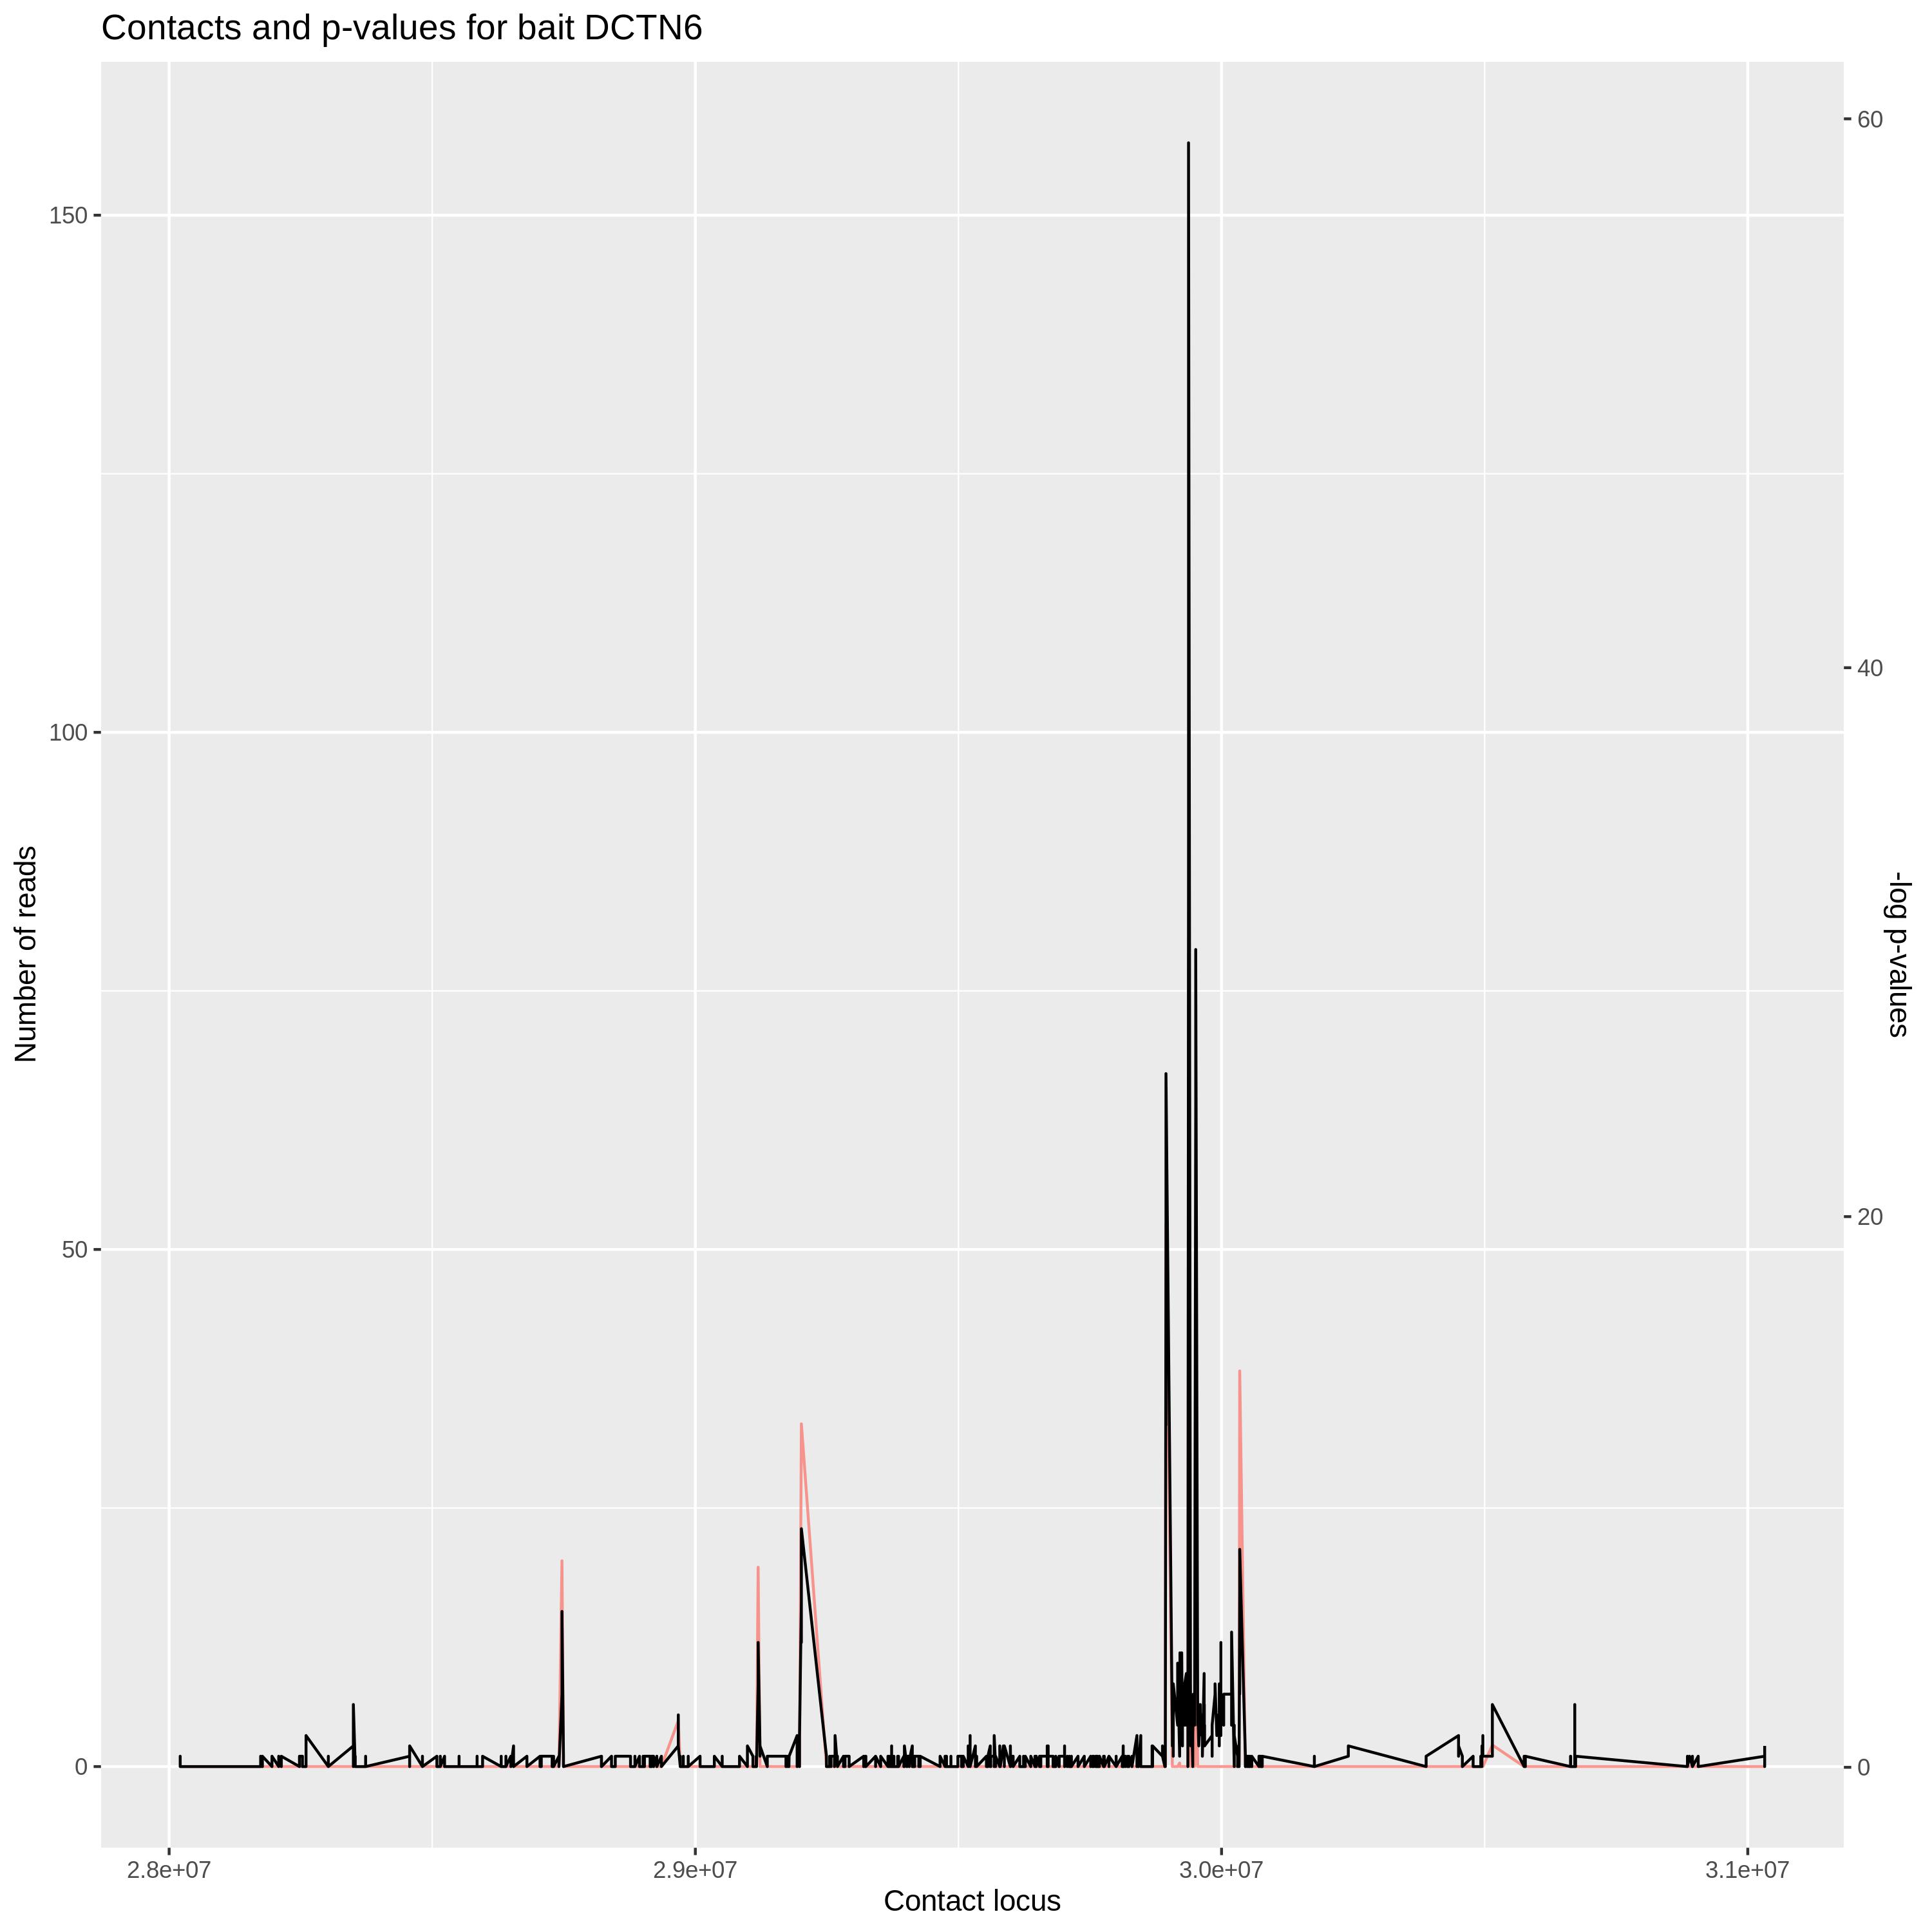 Contacts and p-values for bait DCTN6
150
100
50
0
Number of reads
60
40
20
0
-log p-values
2.8e+07
2.9e+07
3.0e+07
3.1e+07
Contact locus